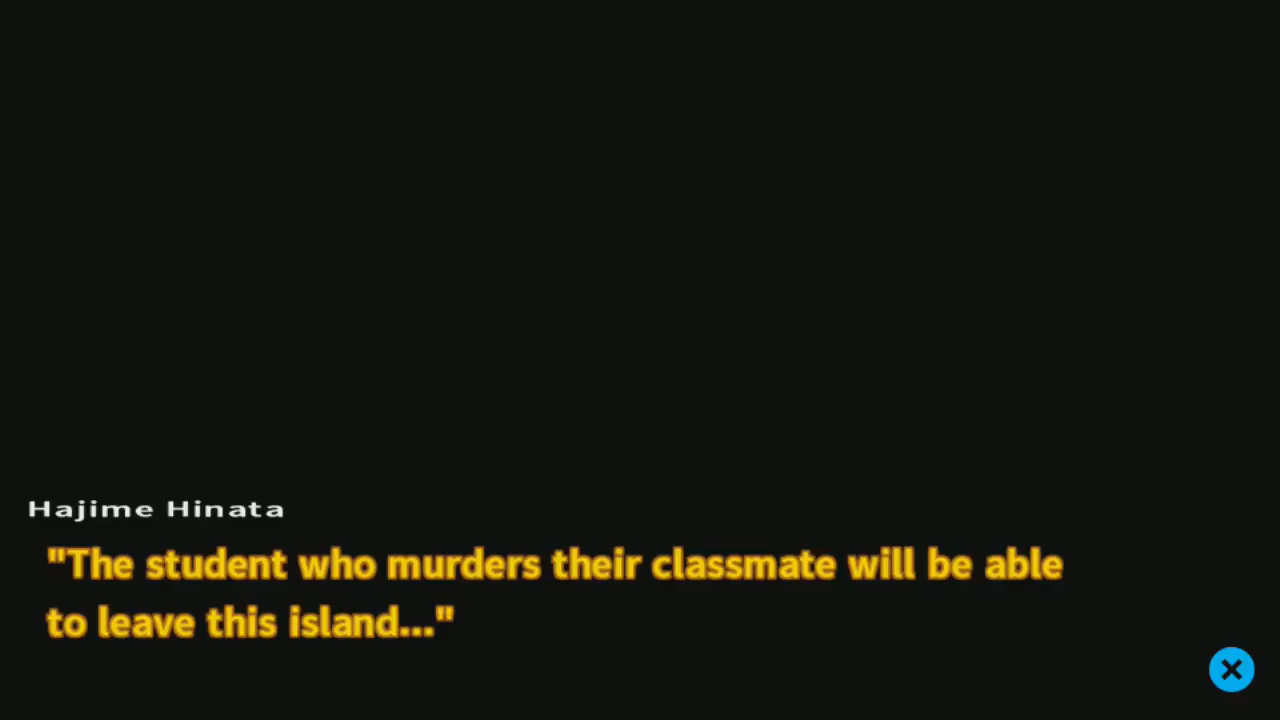 Hajime Hinata
"The student who murders their classmate will be able
to leave this island..."